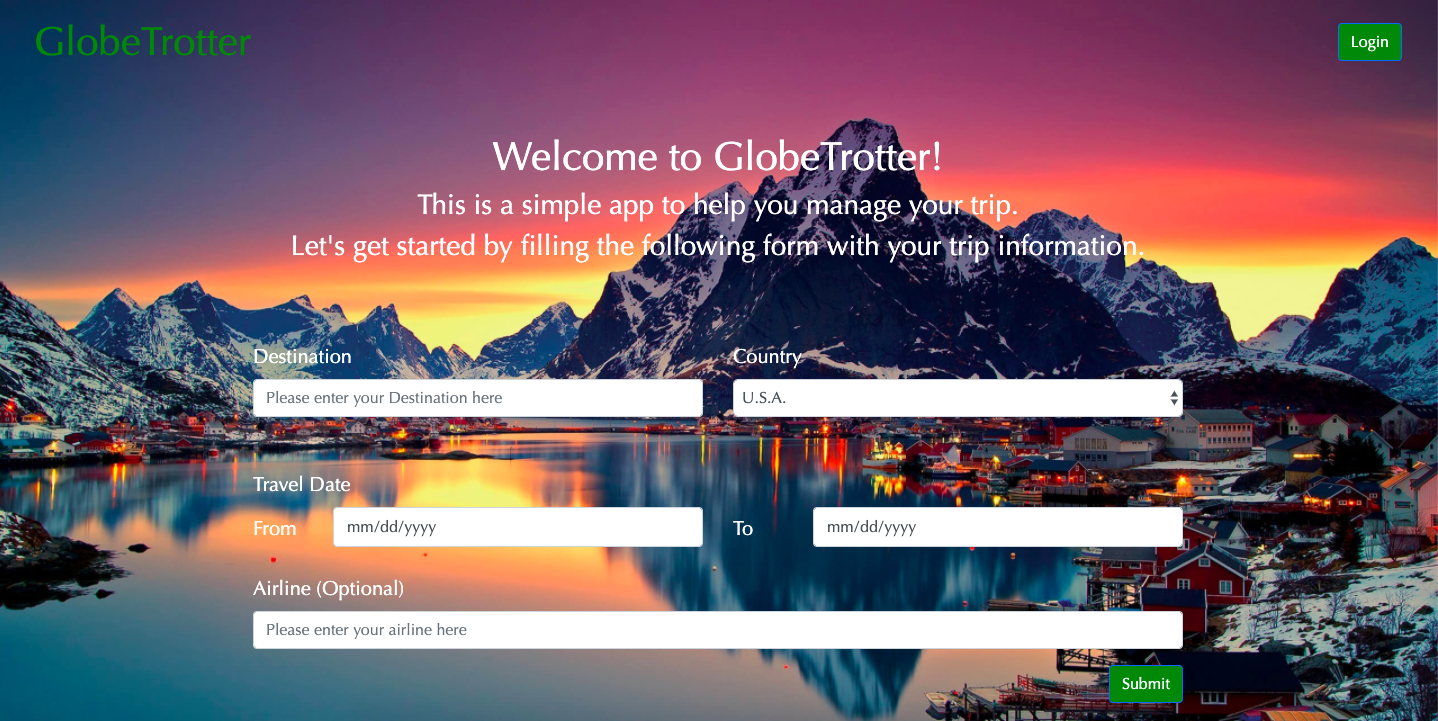 GlobeTrotter
Login
Welcome to GlobeTrotter!
This is a simple app to help you manage your trip.
Let's get started by filling the following form with your trip information.
Destination
Country
Please enter your Destination here
U.S.A.
Travel Date
From
mm/dd/yyyy
To
mm/dd/yyyy
Airline (Optional)
Please enter your airline here
Submit